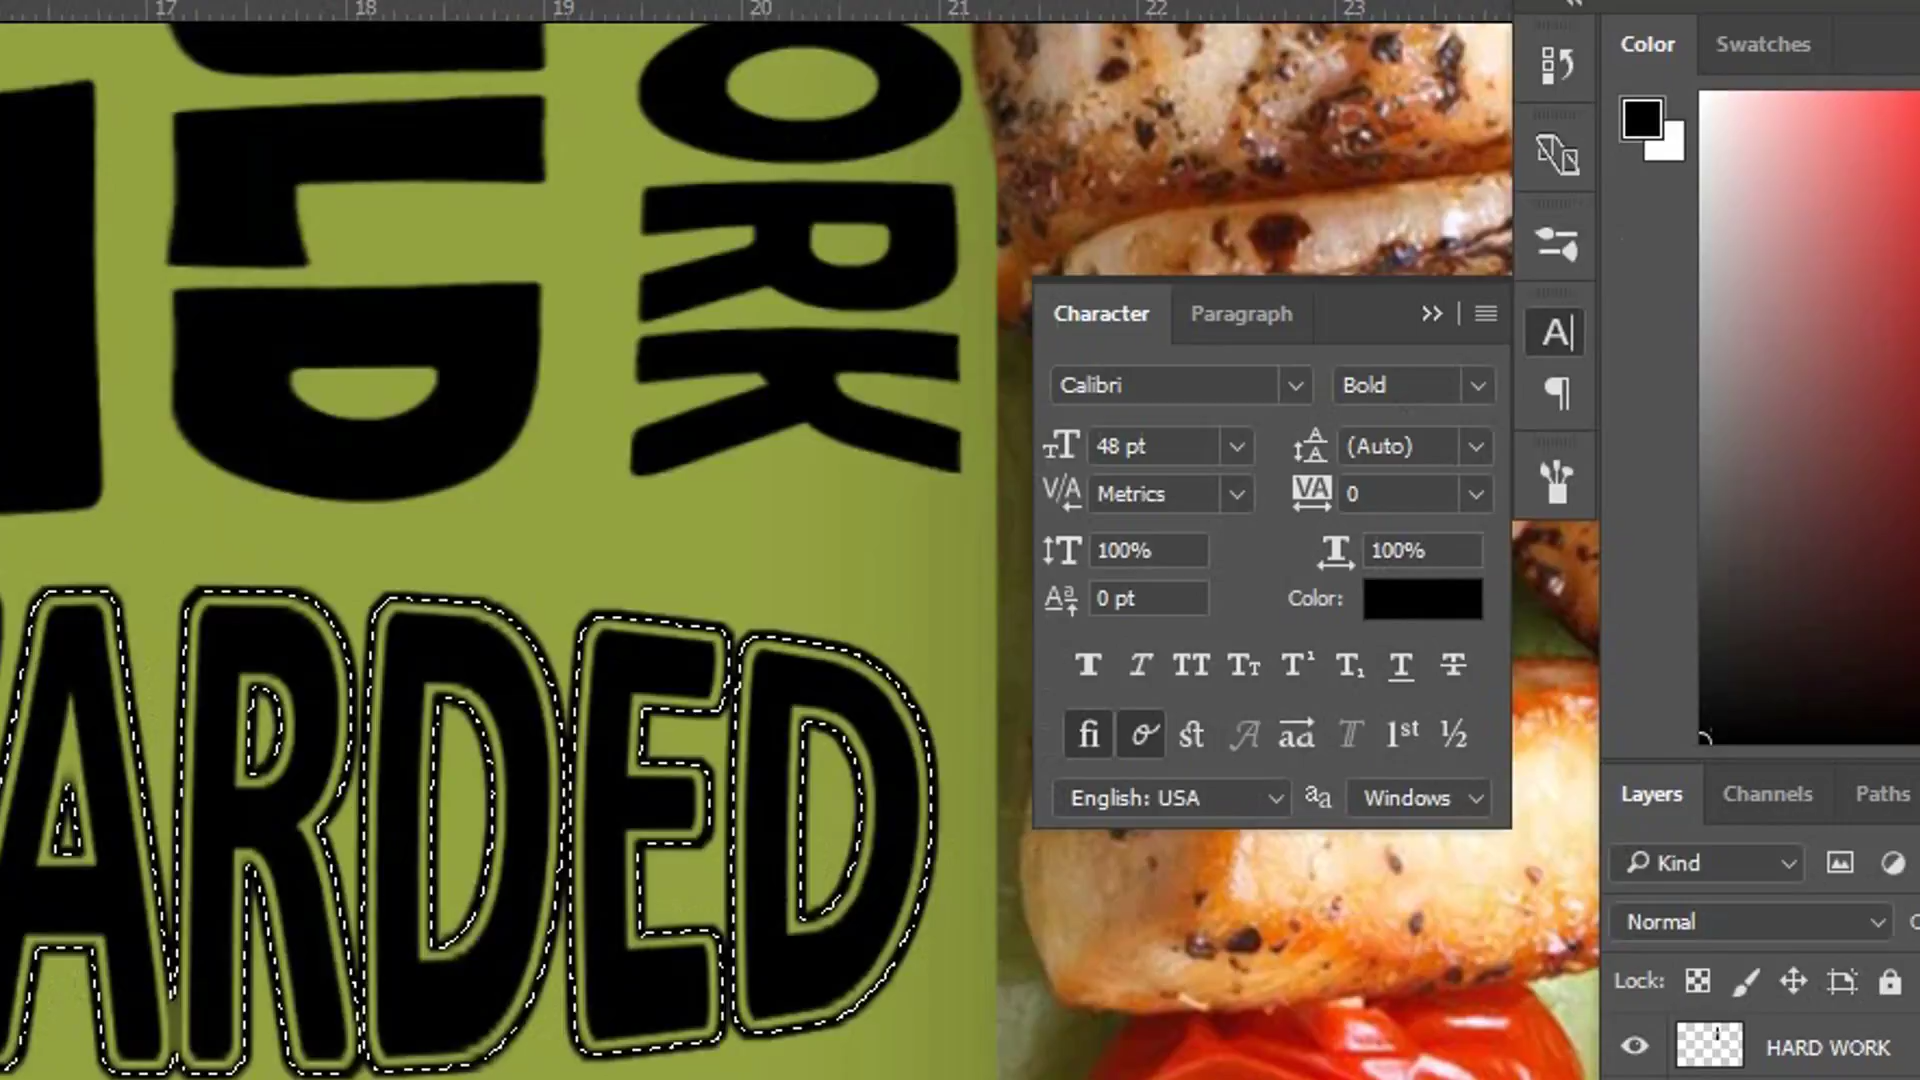 17 18 19 20 21 22 23
ILD
ORK
ARDED
Color Swatches
Character Paragraph
Calibri Bold
48 pt (Auto)
Metrics 0
100% 100%
0 pt Color:
English: USA Windows
Layers Channels Paths
Kind
Normal
Lock:
HARD WORK